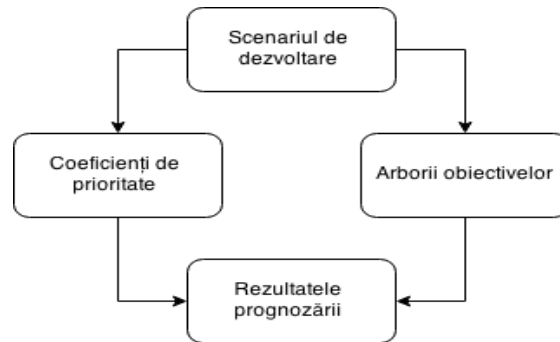 Scenariul de
dezvoltare
Coeficienți de
prioritate
Arborii obiectivelor
Rezultatele
prognozării